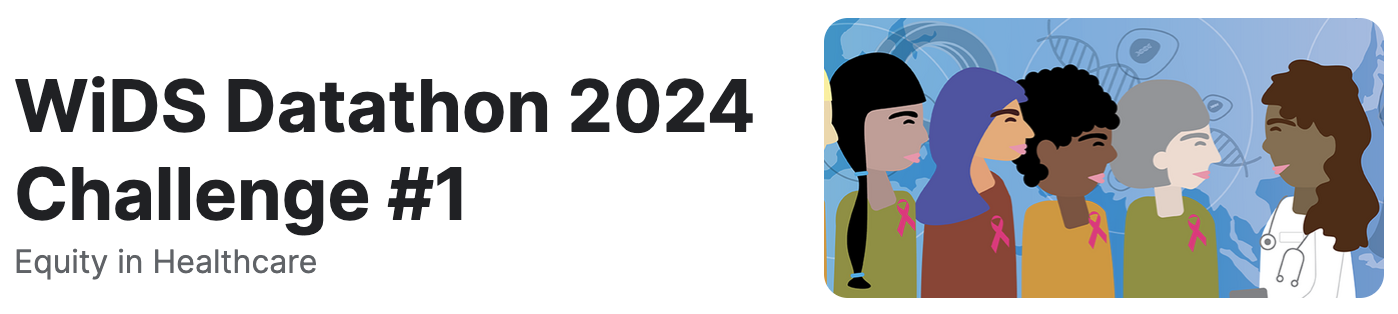 WiDS Datathon 2024
Challenge #1
Equity in Healthcare